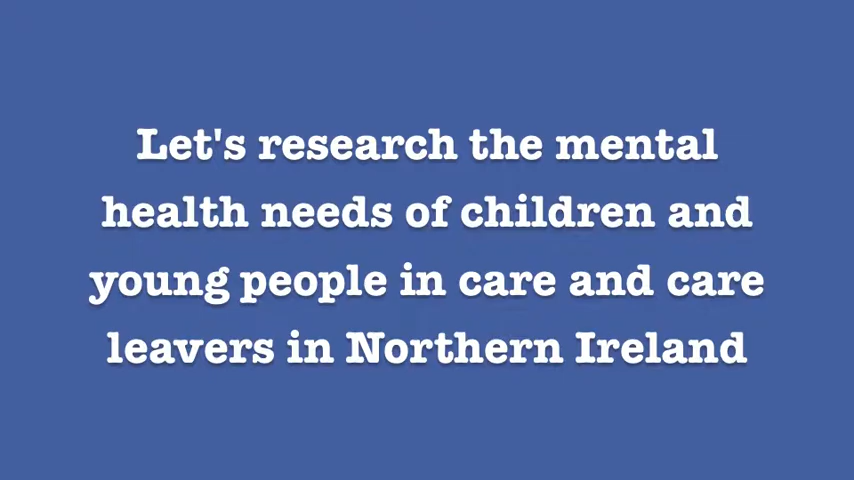 Let's research the mental
health needs of children and
young people in care and care
leavers in Northern Ireland